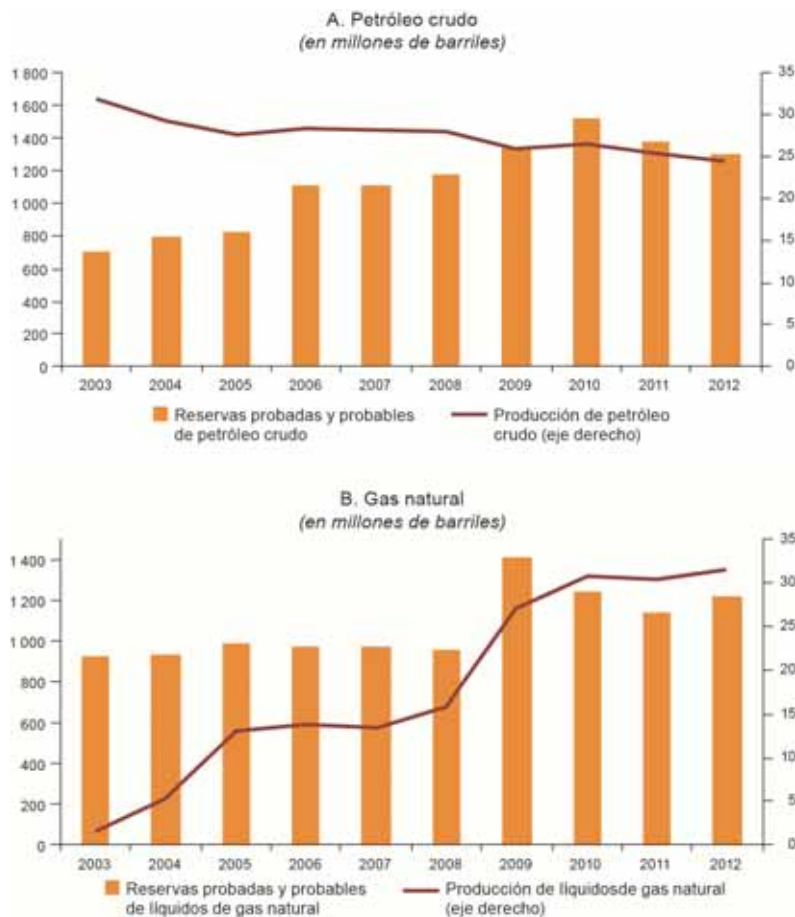 A. Petróleo crudo
(en millones de barriles)
1 800
1 600
1 400
1 200
1 000
800
600
400
200
0
35
30
25
20
15
10
5
0
2003 2004 2005 2006 2007 2008 2009 2010 2011 2012
Reservas probadas y probables
de petróleo crudo
Producción de petróleo
crudo (eje derecho)
B. Gas natural
(en millones de barriles)
1 400
1 200
1 000
800
600
400
200
0
35
30
25
20
15
10
5
0
2003 2004 2005 2006 2007 2008 2009 2010 2011 2012
Reservas probadas y probables
de líquidos de gas natural
Producción de líquidosde gas natural
(eje derecho)